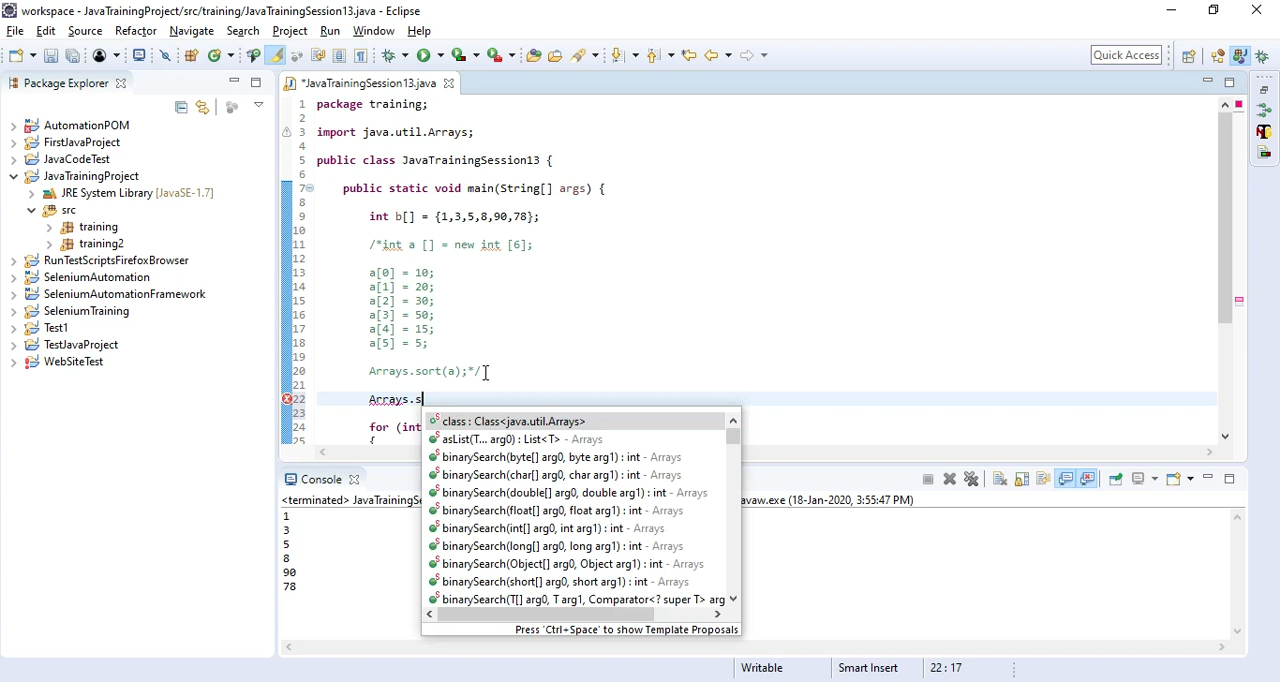 workspace - JavaTrainingProject/src/training/JavaTrainingSession13.java - Eclipse
File Edit Source Refactor Navigate Search Project Run Window Help
Quick Access
Package Explorer
*JavaTrainingSession13.java
AutomationPOM
FirstJavaProject
JavaCodeTest
JavaTrainingProject
JRE System Library [JavaSE-1.7]
src
training
training2
RunTestScriptsFirefoxBrowser
SeleniumAutomation
SeleniumAutomationFramework
SeleniumTraining
Test1
TestJavaProject
WebSiteTest
1 package training;
2
3 import java.util.Arrays;
4
5 public class JavaTrainingSession13 {
6
7 public static void main(String[] args) {
8
9 int b[] = {1,3,5,8,90,78};
10
11 /*int a [] = new int [6];
12
13 a[0] = 10;
14 a[1] = 20;
15 a[2] = 30;
16 a[3] = 50;
17 a[4] = 15;
18 a[5] = 5;
19
20 Arrays.sort(a);*/
21
22 Arrays.s
23
24 for (int
25 {
class : Class<java.util.Arrays>
asList(T... arg0) : List<T> - Arrays
binarySearch(byte[] arg0, byte arg1) : int - Arrays
binarySearch(char[] arg0, char arg1) : int - Arrays
binarySearch(double[] arg0, double arg1) : int - Arrays
binarySearch(float[] arg0, float arg1) : int - Arrays
binarySearch(int[] arg0, int arg1) : int - Arrays
binarySearch(long[] arg0, long arg1) : int - Arrays
binarySearch(Object[] arg0, Object arg1) : int - Arrays
binarySearch(short[] arg0, short arg1) : int - Arrays
binarySearch(T[] arg0, T arg1, Comparator<? super T> arg
Press 'Ctrl+Space' to show Template Proposals
Console
<terminated> JavaTrainingS avaw.exe (18-Jan-2020, 3:55:47 PM)
1
3
5
8
90
78
Writable Smart Insert 22 : 17